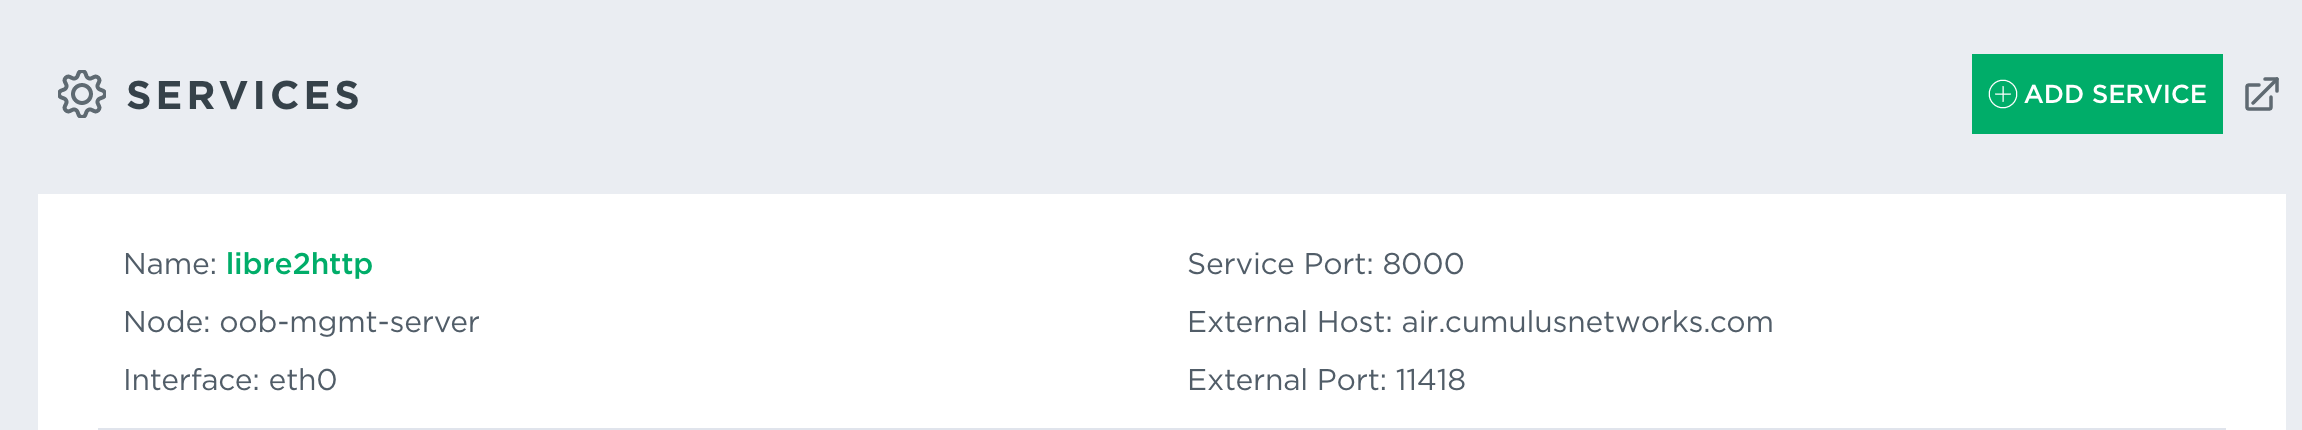 SERVICES
ADD SERVICE
Name: libre2http
Service Port: 8000
Node: oob-mgmt-server
External Host: air.cumulusnetworks.com
Interface: eth0
External Port: 11418